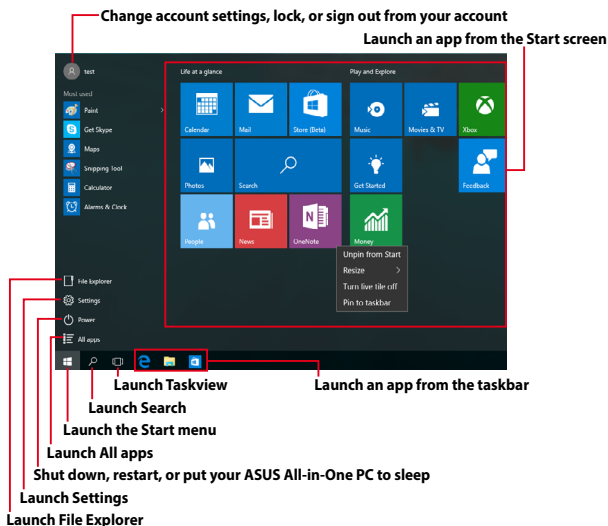 Change account settings, lock, or sign out from your account
Launch an app from the Start screen
test
Life at a glance
Play and Explore
Most used
Paint
Get Skype
Maps
Snipping Tool
Calculator
Alarms & Clock
Calendar
Mail
Store (Beta)
Music
Movies & TV
Xbox
Photos
Search
Get Started
Feedback
People
News
OneNote
Money
Unpin from Start
Resize
Turn live tile off
Pin to taskbar
File Explorer
Settings
Power
All apps
Launch Taskview
Launch an app from the taskbar
Launch Search
Launch the Start menu
Launch All apps
Shut down, restart, or put your ASUS All-in-One PC to sleep
Launch Settings
Launch File Explorer